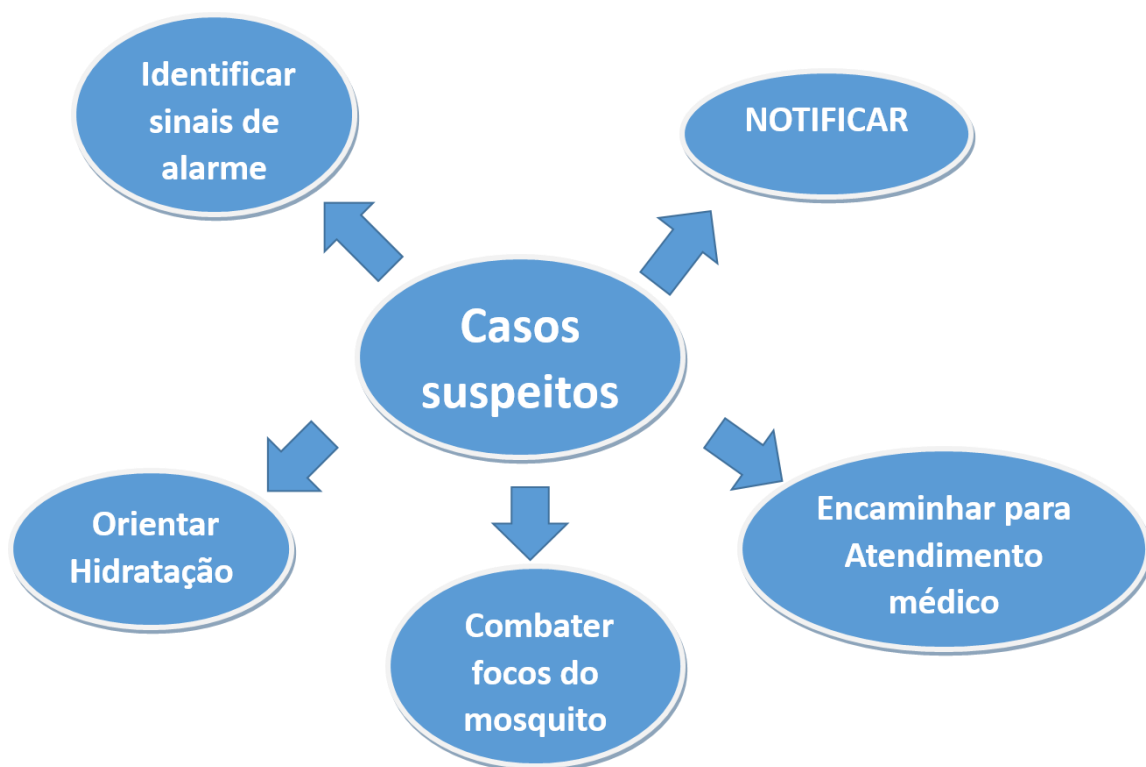 Identificar
sinais de
alarme
NOTIFICAR
Casos
suspeitos
Orientar
Hidratação
Combater
focos do
mosquito
Encaminhar para
Atendimento
médico